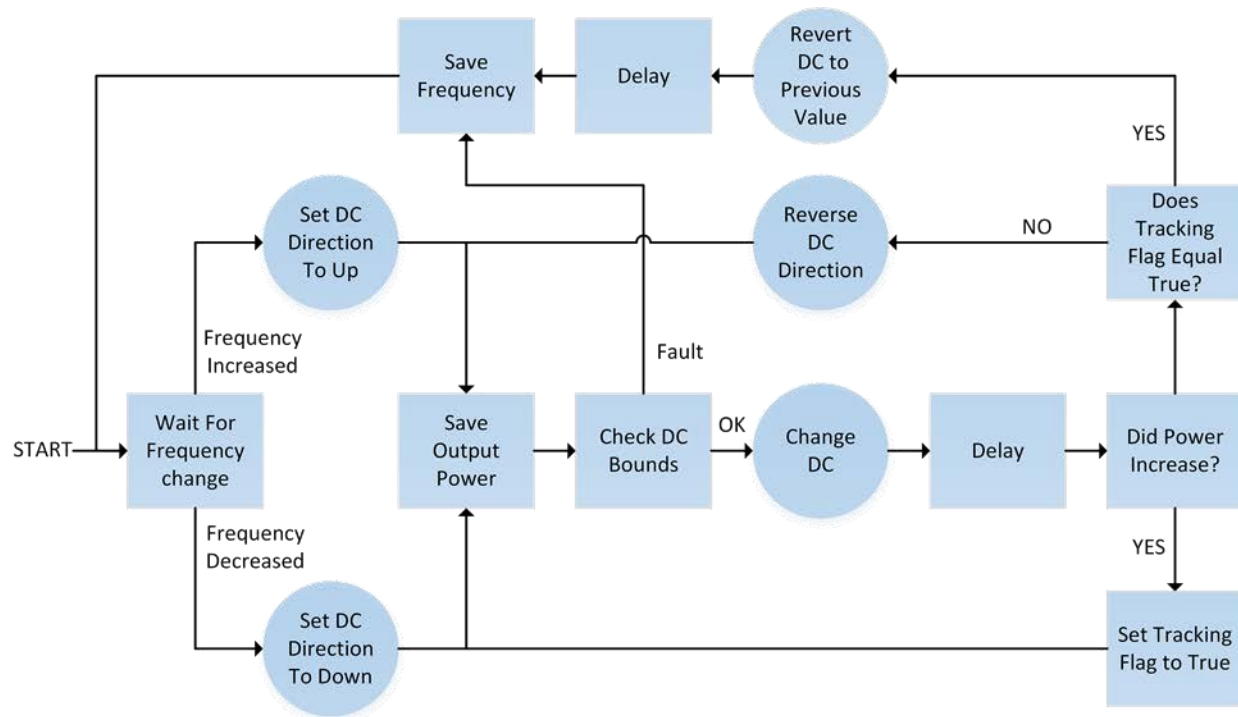 Save
Frequency
Delay
Revert
DC to
Previous
Value
YES
Set DC
Direction
To Up
Reverse
DC
Direction
NO
Does
Tracking
Flag Equal
True?
Frequency
Increased
Fault
START
Wait For
Frequency
change
Save
Output
Power
Check DC
Bounds
OK
Change
DC
Delay
Did Power
Increase?
Frequency
Decreased
YES
Set DC
Direction
To Down
Set Tracking
Flag to True